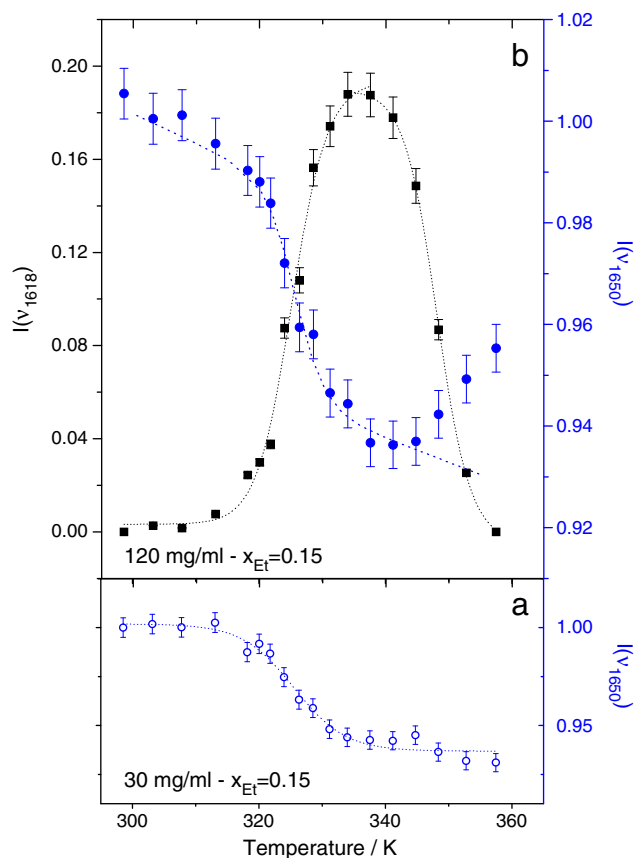 b
1.02
0.20
1.00
0.16
0.98
0.12
I(ν1618)
I(ν1650)
0.96
0.08
0.94
0.04
0.00
0.92
120 mg/ml - xEt=0.15
a
1.00
I(ν1650)
0.95
30 mg/ml - xEt=0.15
300 320 340 360
Temperature / K